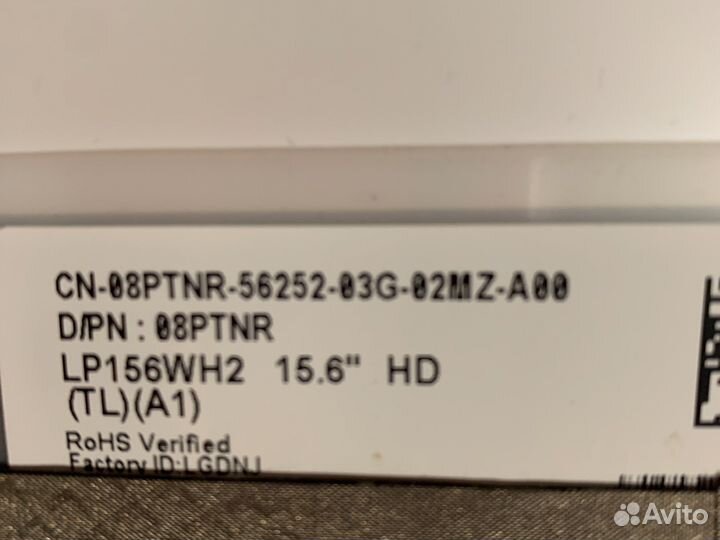 CN-08PTNR-56252-03G-02MZ-A00
D/PN : 08PTNR
LP156WH2 15.6" HD
(TL)(A1)
RoHS Verified
Factory ID:LGDNJ
Avito